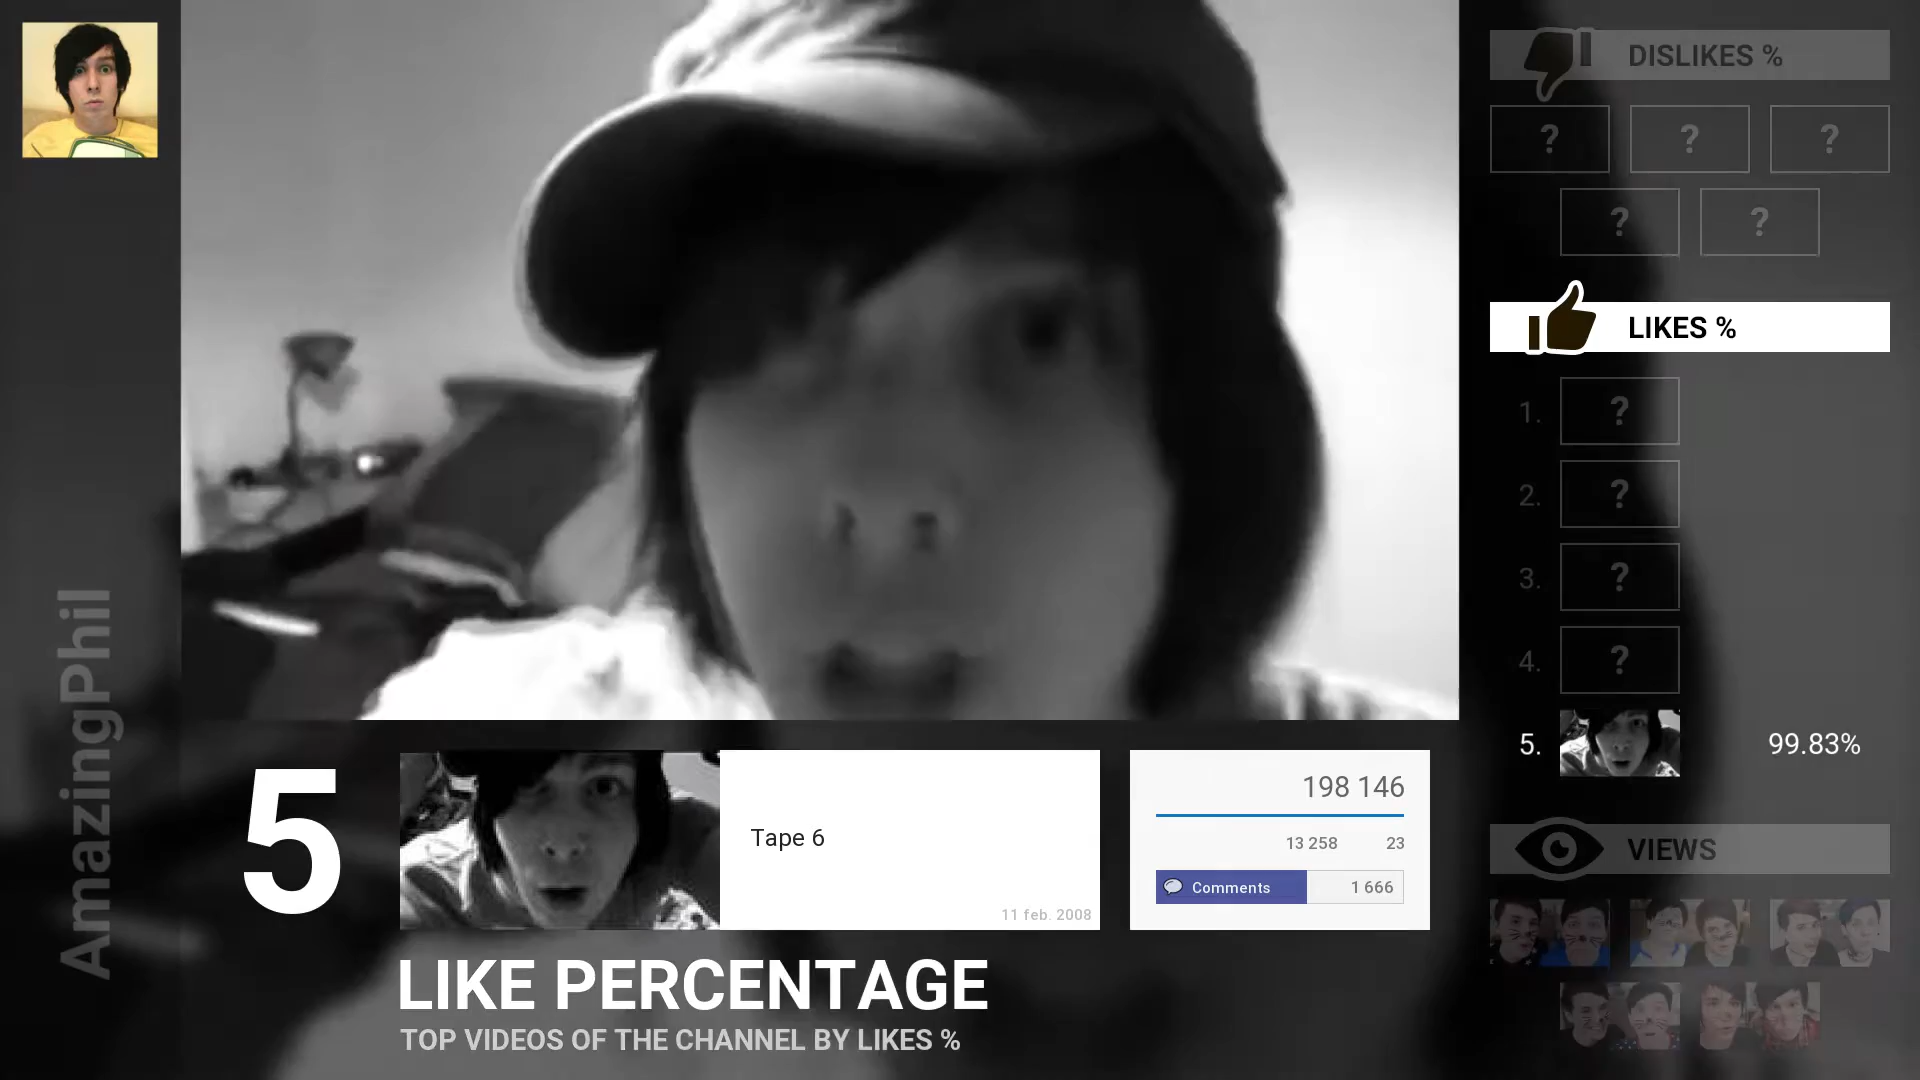 AmazingPhil
DISLIKES %
? ? ?
? ?
LIKES %
1. ?
2. ?
3. ?
4. ?
5. 99.83%
VIEWS
5
Tape 6
11 feb. 2008
198 146
13 258 23
Comments 1 666
LIKE PERCENTAGE
TOP VIDEOS OF THE CHANNEL BY LIKES %